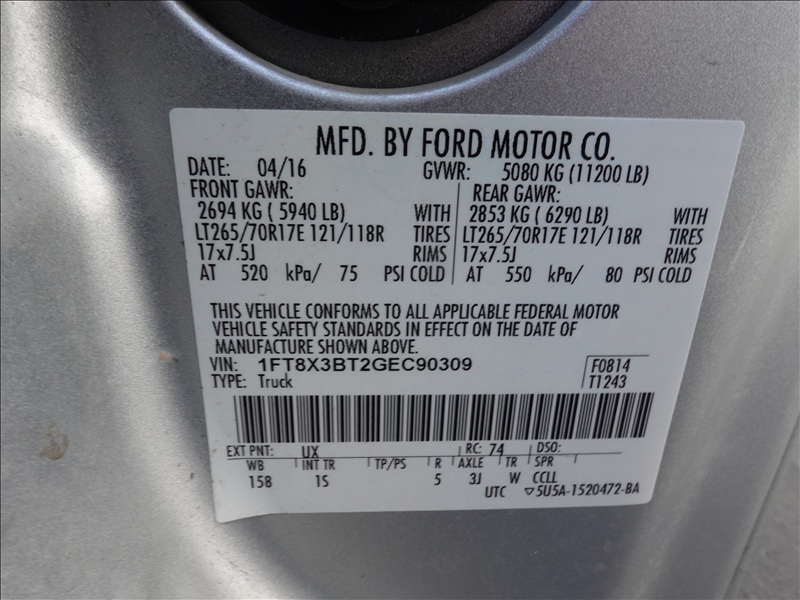 MFD. BY FORD MOTOR CO.
DATE: 04/16 GVWR: 5080 KG (11200 LB)
FRONT GAWR: REAR GAWR:
2694 KG ( 5940 LB) WITH 2853 KG ( 6290 LB) WITH
LT265/70R17E 121/118R TIRES LT265/70R17E 121/118R TIRES
17x7.5J RIMS 17x7.5J RIMS
AT 520 kPa/ 75 PSI COLD AT 550 kPa/ 80 PSI COLD
THIS VEHICLE CONFORMS TO ALL APPLICABLE FEDERAL MOTOR
VEHICLE SAFETY STANDARDS IN EFFECT ON THE DATE OF
MANUFACTURE SHOWN ABOVE.
VIN: 1FT8X3BT2GEC90309 F0814
TYPE: Truck T1243
EXT PNT: UX RC: 74 DSO:
WB INT TR TP/PS R AXLE TR SPR
158 1S 5 3J W CCLL
UTC ▽5U5A-1520472-BA